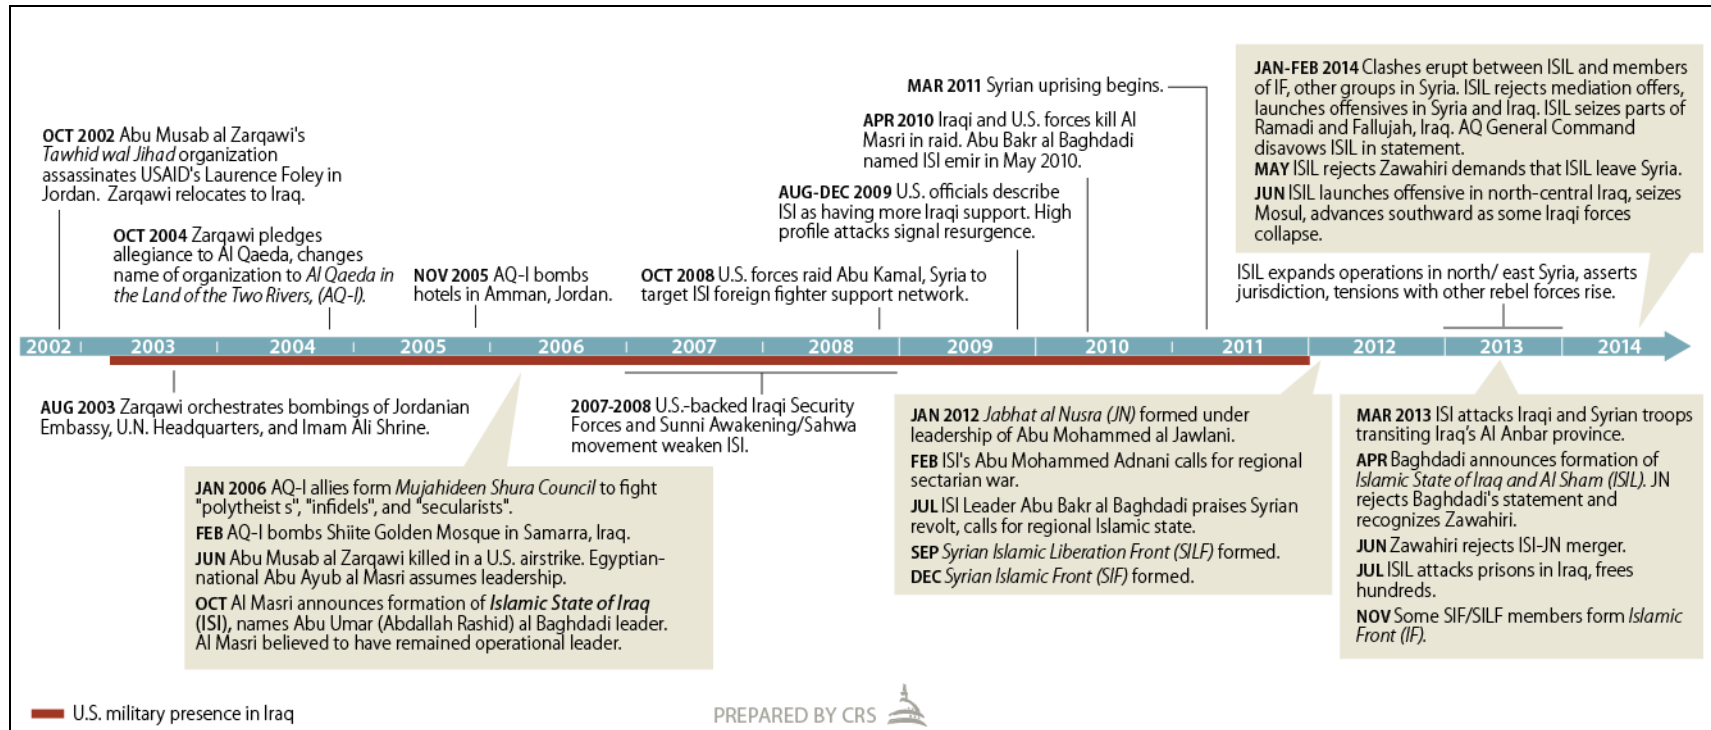 OCT 2002 Abu Musab al Zarqawi's
Tawhid wal Jihad organization
assassinates USAID's Laurence Foley in
Jordan. Zarqawi relocates to Iraq.
OCT 2004 Zarqawi pledges
allegiance to Al Qaeda, changes
name of organization to Al Qaeda in
the Land of the Two Rivers, (AQ-I).
NOV 2005 AQ-I bombs
hotels in Amman, Jordan.
OCT 2008 U.S. forces raid Abu Kamal, Syria to
target ISI foreign fighter support network.
AUG-DEC 2009 U.S. officials describe
ISI as having more Iraqi support. High
profile attacks signal resurgence.
APR 2010 Iraqi and U.S. forces kill Al
Masri in raid. Abu Bakr al Baghdadi
named ISI emir in May 2010.
MAR 2011 Syrian uprising begins.
JAN-FEB 2014 Clashes erupt between ISIL and members
of IF, other groups in Syria. ISIL rejects mediation offers,
launches offensives in Syria and Iraq. ISIL seizes parts of
Ramadi and Fallujah, Iraq. AQ General Command
disavows ISIL in statement.
MAY ISIL rejects Zawahiri demands that ISIL leave Syria.
JUN ISIL launches offensive in north-central Iraq, seizes
Mosul, advances southward as some Iraqi forces
collapse.
ISIL expands operations in north/ east Syria, asserts
jurisdiction, tensions with other rebel forces rise.
2002 2003 2004 2005 2006 2007 2008 2009 2010 2011 2012 2013 2014
AUG 2003 Zarqawi orchestrates bombings of Jordanian
Embassy, U.N. Headquarters, and Imam Ali Shrine.
JAN 2006 AQ-I allies form Mujahideen Shura Council to fight
"polytheist s", "infidels", and "secularists".
FEB AQ-I bombs Shiite Golden Mosque in Samarra, Iraq.
JUN Abu Musab al Zarqawi killed in a U.S. airstrike. Egyptian-
national Abu Ayub al Masri assumes leadership.
OCT Al Masri announces formation of Islamic State of Iraq
(ISI), names Abu Umar (Abdallah Rashid) al Baghdadi leader.
Al Masri believed to have remained operational leader.
2007-2008 U.S.-backed Iraqi Security
Forces and Sunni Awakening/Sahwa
movement weaken ISI.
JAN 2012 Jabhat al Nusra (JN) formed under
leadership of Abu Mohammed al Jawlani.
FEB ISI's Abu Mohammed Adnani calls for regional
sectarian war.
JUL ISI Leader Abu Bakr al Baghdadi praises Syrian
revolt, calls for regional Islamic state.
SEP Syrian Islamic Liberation Front (SILF) formed.
DEC Syrian Islamic Front (SIF) formed.
MAR 2013 ISI attacks Iraqi and Syrian troops
transiting Iraq's Al Anbar province.
APR Baghdadi announces formation of
Islamic State of Iraq and Al Sham (ISIL). JN
rejects Baghdadi's statement and
recognizes Zawahiri.
JUN Zawahiri rejects ISI-JN merger.
JUL ISIL attacks prisons in Iraq, frees
hundreds.
NOV Some SIF/SILF members form Islamic
Front (IF).
U.S. military presence in Iraq
PREPARED BY CRS